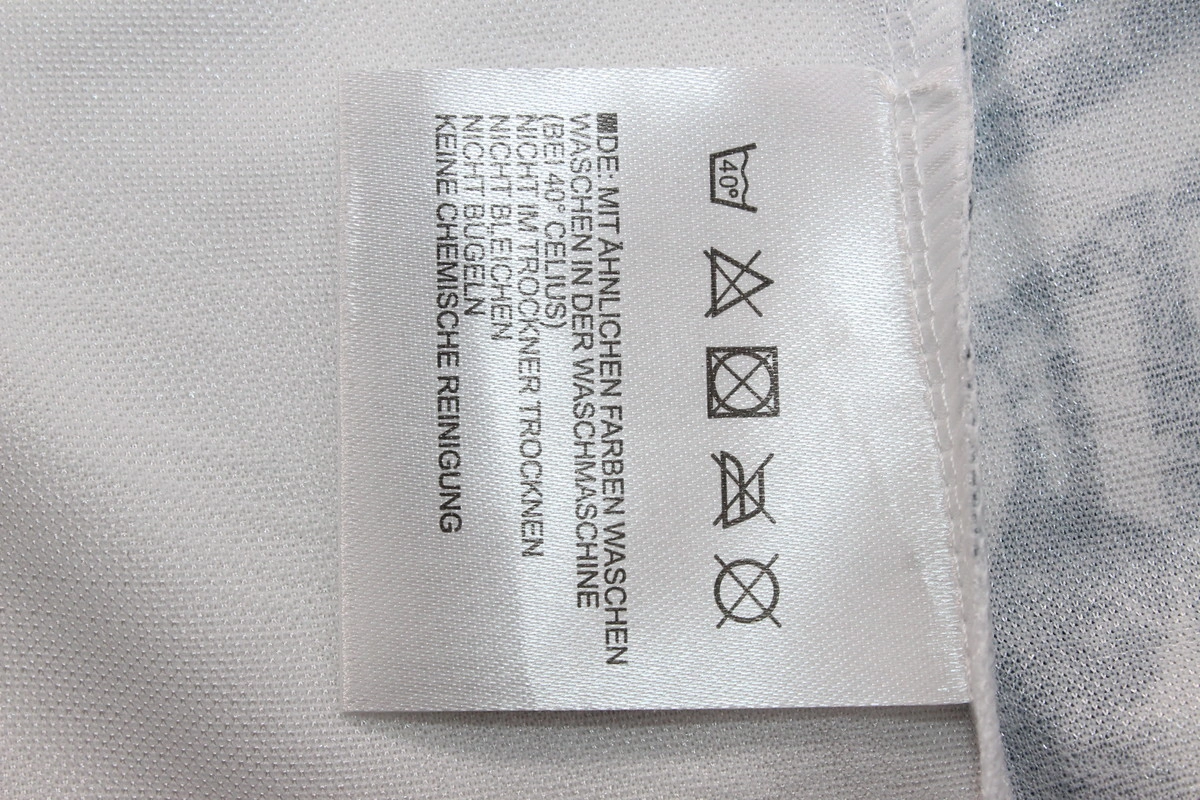 40°
DE: MIT ÄHNLICHEN FARBEN WASCHEN
WASCHEN IN DER WASCHMASCHINE
(BEI 40° CELIUS)
NICHT IM TROCKNER TROCKNEN
NICHT BLEICHEN
NICHT BÜGELN
KEINE CHEMISCHE REINIGUNG